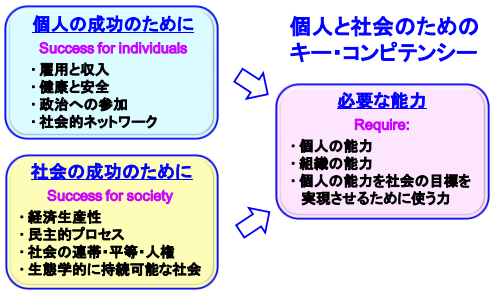 個人の成功のために
Success for individuals
・雇用と収入
・健康と安全
・政治への参加
・社会的ネットワーク
社会の成功のために
Success for society
・経済生産性
・民主的プロセス
・社会の連帯・平等・人権
・生態学的に持続可能な社会
個人と社会のための
キー・コンピテンシー
必要な能力
Require:
・個人の能力
・組織の能力
・個人の能力を社会の目標を
実現させるために使う力